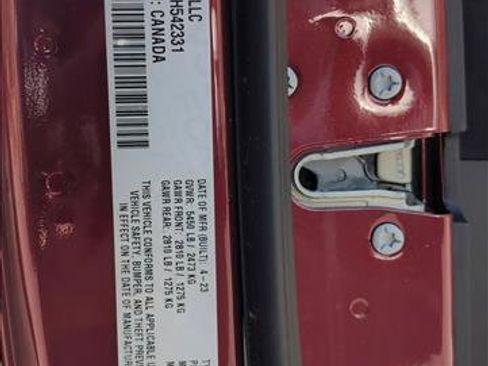 LLC
H542331
: CANADA
DATE OF MFR (BUILT): 4-23
GVWR: 5450 LB / 2473 KG
GAWR FRONT: 2810 LB / 1275 KG
GAWR REAR: 2810 LB / 1275 KG
THIS VEHICLE CONFORMS TO ALL APPLICABLE
VEHICLE SAFETY, BUMPER, AND THEFT PREV
IN EFFECT ON THE DATE OF MANUFACTUR